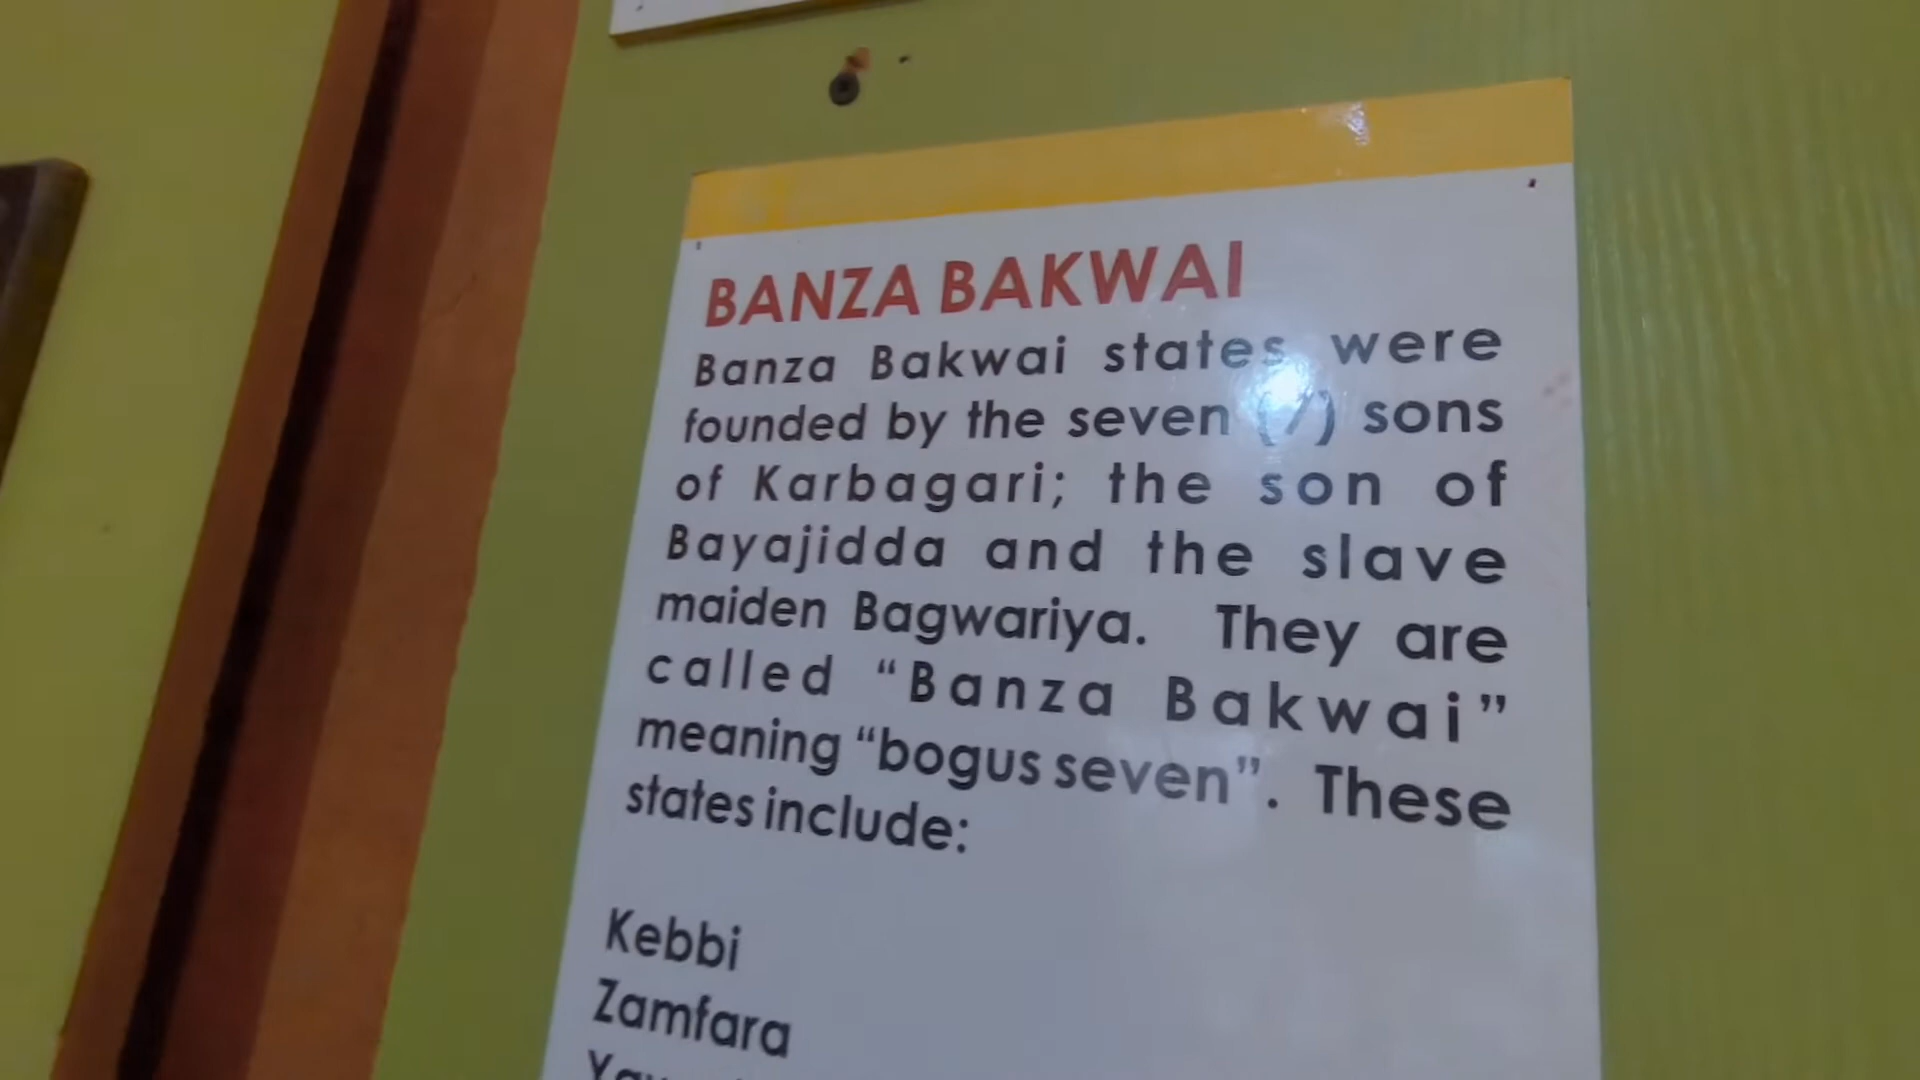 BANZA BAKWAI
Banza Bakwai states were
founded by the seven (7) sons
of Karbagari; the son of
Bayajidda and the slave
maiden Bagwariya. They are
called “Banza Bakwai”
meaning “bogus seven”. These
states include:
Kebbi
Zamfara